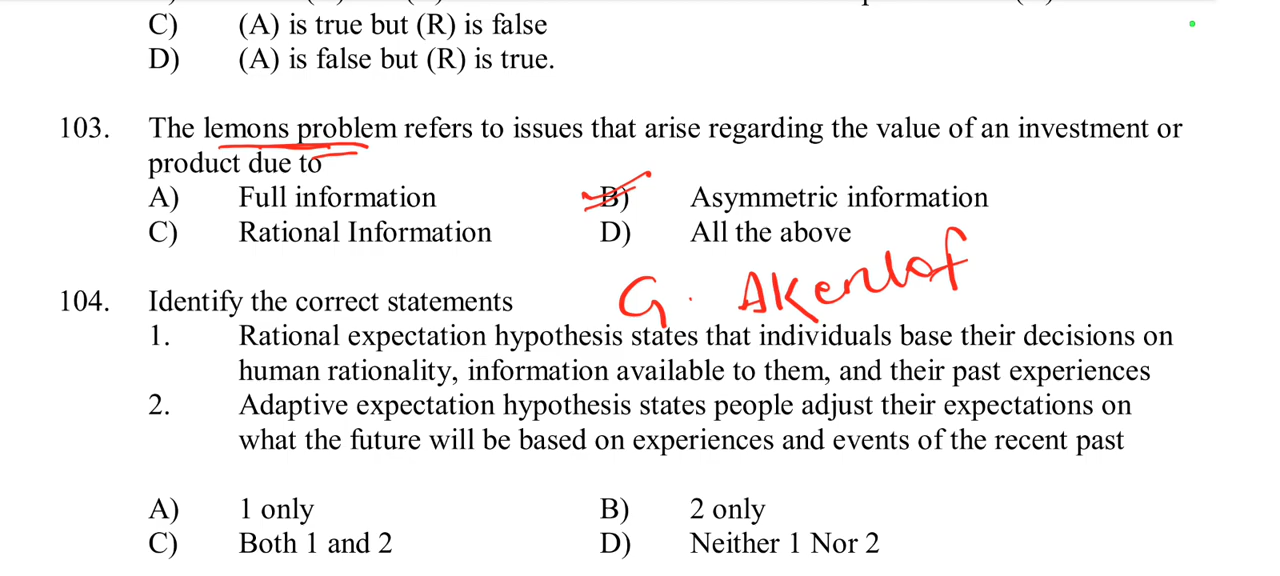 C) (A) is true but (R) is false
D) (A) is false but (R) is true.
103. The lemons problem refers to issues that arise regarding the value of an investment or
product due to
A) Full information B) Asymmetric information
C) Rational Information D) All the above
G. Akerlof
104. Identify the correct statements
1. Rational expectation hypothesis states that individuals base their decisions on
human rationality, information available to them, and their past experiences
2. Adaptive expectation hypothesis states people adjust their expectations on
what the future will be based on experiences and events of the recent past
A) 1 only B) 2 only
C) Both 1 and 2 D) Neither 1 Nor 2